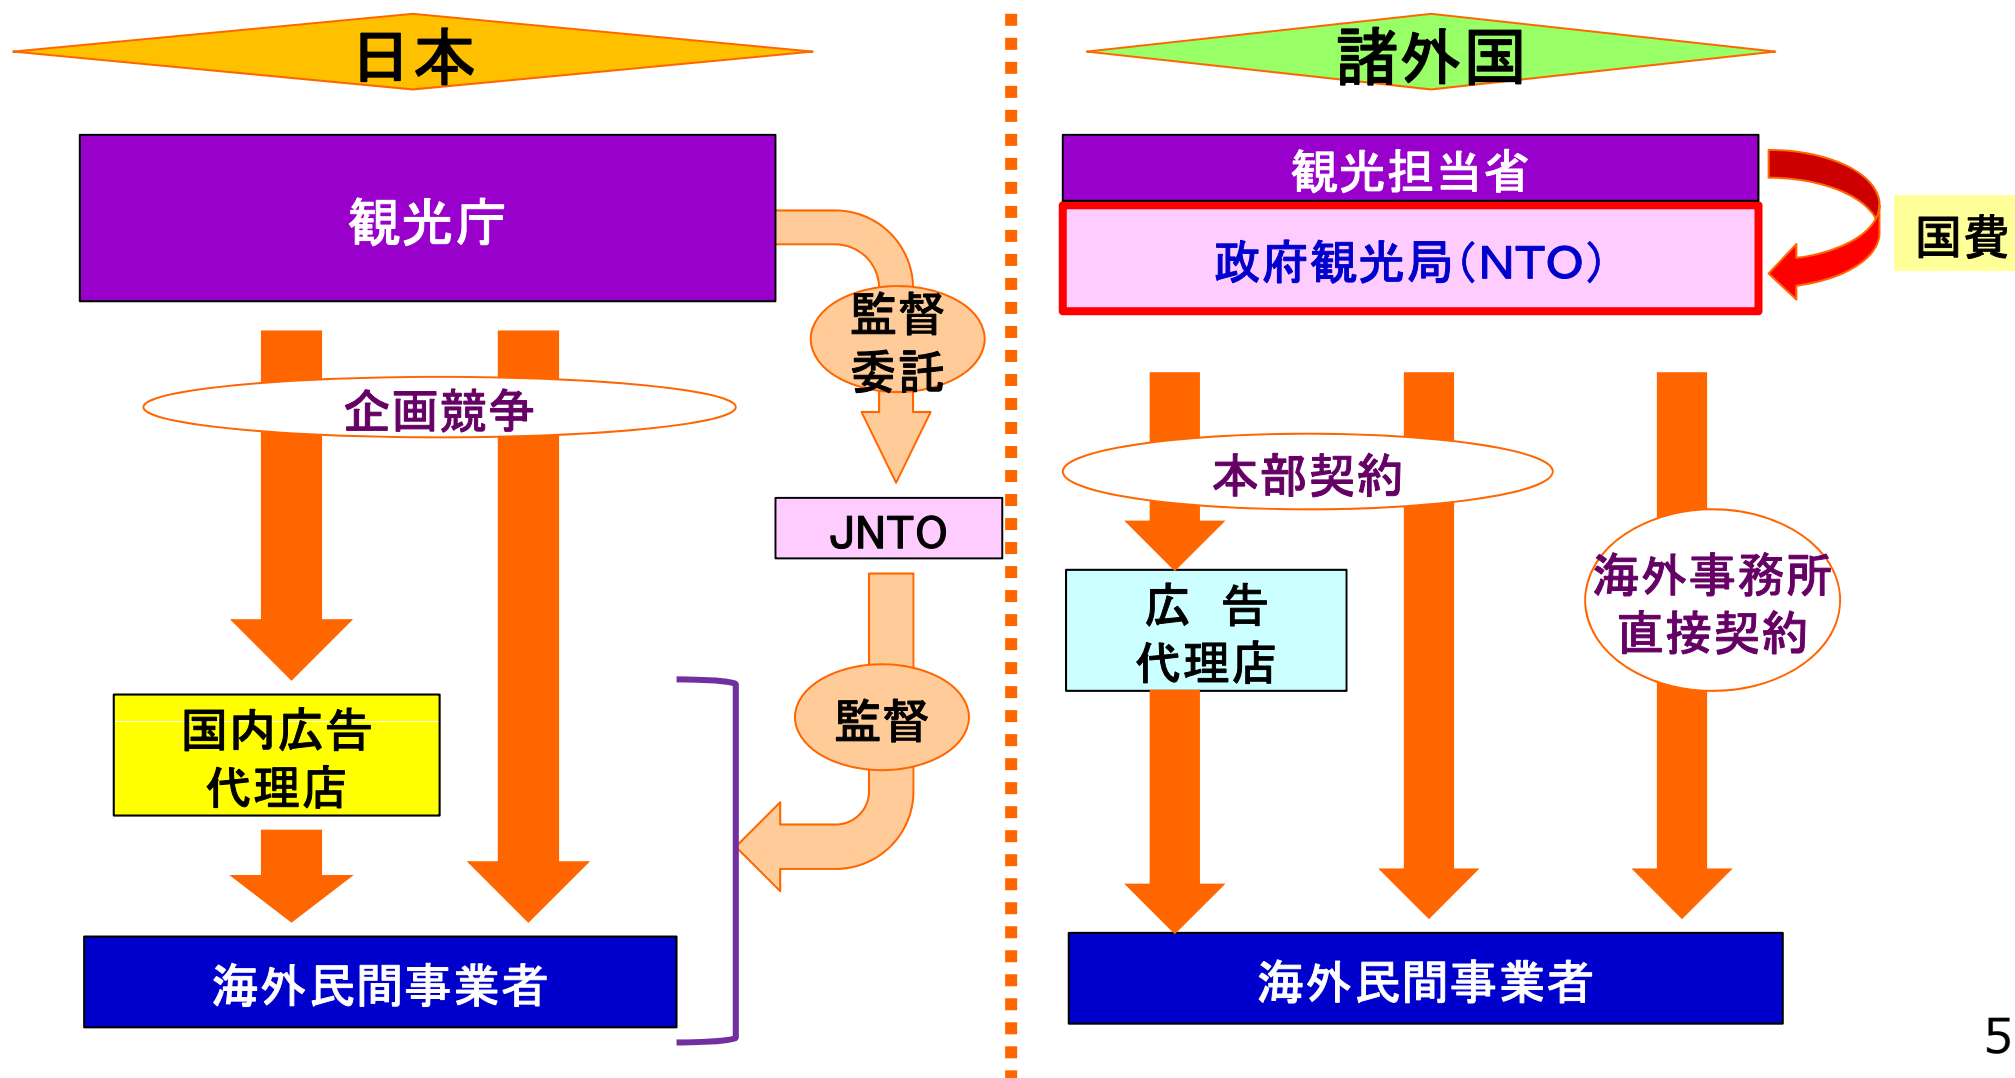 日本
観光庁
監督
委託
企画競争
JNTO
国内広告
代理店
監督
海外民間事業者
諸外国
観光担当省
政府観光局（NTO）
国費
本部契約
広　告
代理店
海外事務所
直接契約
海外民間事業者
5